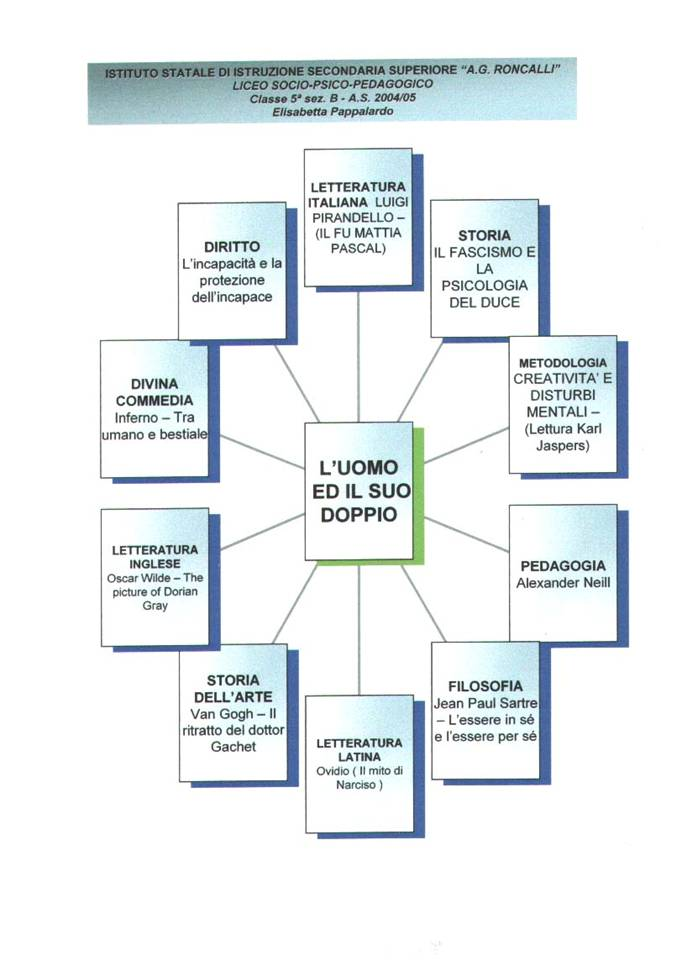 ISTITUTO STATALE DI ISTRUZIONE SECONDARIA SUPERIORE “A.G. RONCALLI”
LICEO SOCIO-PSICO-PEDAGOGICO
Classe 5ª sez. B - A.S. 2004/05
Elisabetta Pappalardo
LETTERATURA
ITALIANA LUIGI
PIRANDELLO –
(IL FU MATTIA
PASCAL)
STORIA
IL FASCISMO E
LA
PSICOLOGIA
DEL DUCE
METODOLOGIA
CREATIVITA’ E
DISTURBI
MENTALI –
(Lettura Karl
Jaspers)
PEDAGOGIA
Alexander Neill
FILOSOFIA
Jean Paul Sartre
– L’essere in sé
e l’essere per sé
LETTERATURA
LATINA
Ovidio ( Il mito di
Narciso )
STORIA
DELL’ARTE
Van Gogh – Il
ritratto del dottor
Gachet
LETTERATURA
INGLESE
Oscar Wilde – The
picture of Dorian
Gray
DIVINA
COMMEDIA
Inferno – Tra
umano e bestiale
DIRITTO
L’incapacità e la
protezione
dell’incapace
L’UOMO
ED IL SUO
DOPPIO